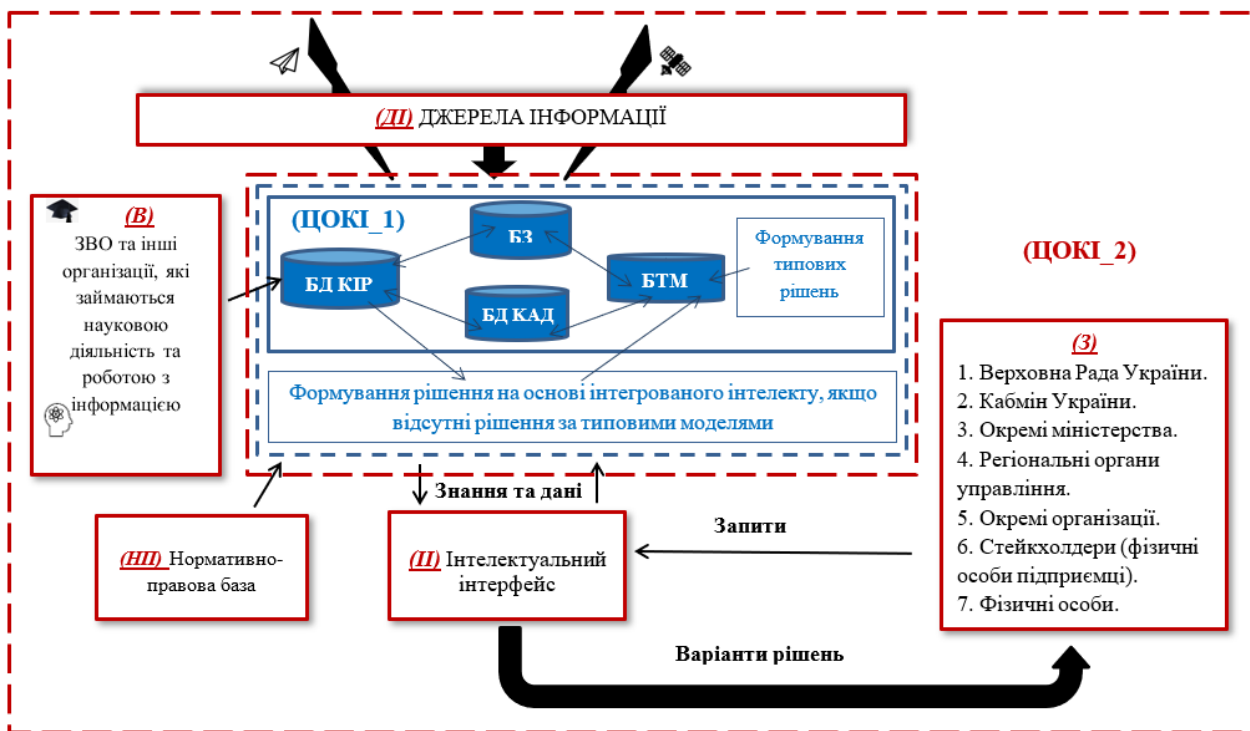 (ДІ) ДЖЕРЕЛА ІНФОРМАЦІЇ
(В)
ЗВО та інші
організації, які
займаються
науковою
діяльність та
роботою з
інформацією
(ЦОКІ_1)
БЗ
БД КІР
БТМ
БД КАД
Формування
типових
рішень
Формування рішення на основі інтегрованого інтелекту, якщо
відсутні рішення за типовими моделями
(ЦОКІ_2)
(З)
1. Верховна Рада України.
2. Кабмін України.
3. Окремі міністерства.
4. Регіональні органи
управління.
5. Окремі організації.
6. Стейкхолдери (фізичні
особи підприємці).
7. Фізичні особи.
Знання та дані
Запити
(НП) Нормативно-
правова база
(ІІ) Інтелектуальний
інтерфейс
Варіанти рішень